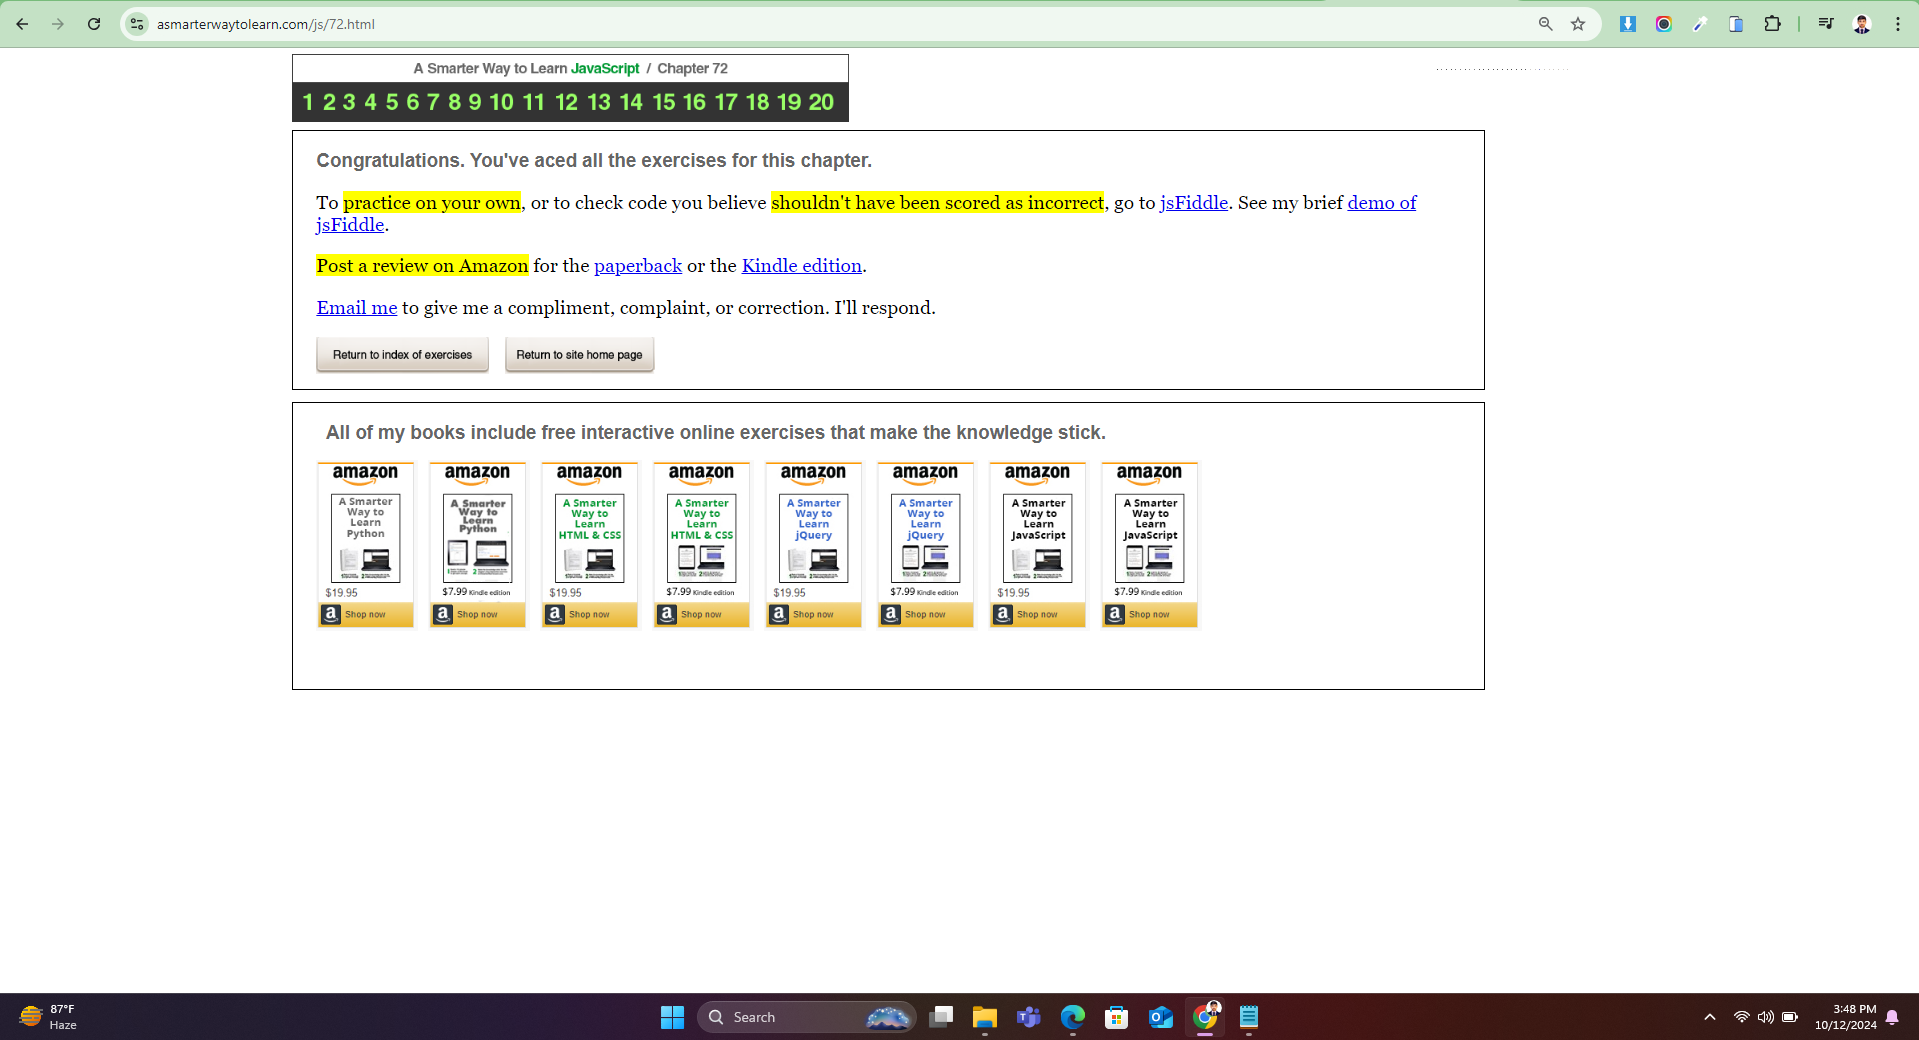 asmarterwaytolearn.com/js/72.html
A Smarter Way to Learn JavaScript / Chapter 72
1 2 3 4 5 6 7 8 9 10 11 12 13 14 15 16 17 18 19 20
Congratulations. You've aced all the exercises for this chapter.
To practice on your own, or to check code you believe shouldn't have been scored as incorrect, go to jsFiddle. See my brief demo of
jsFiddle.
Post a review on Amazon for the paperback or the Kindle edition.
Email me to give me a compliment, complaint, or correction. I'll respond.
Return to index of exercises Return to site home page
All of my books include free interactive online exercises that make the knowledge stick.
amazon amazon amazon amazon amazon amazon amazon amazon
A Smarter A Smarter A Smarter A Smarter A Smarter A Smarter A Smarter A Smarter
Way to Way to Way to Way to Way to Way to Way to Way to
Learn Learn Learn Learn Learn Learn Learn Learn
Python Python HTML & CSS HTML & CSS jQuery jQuery JavaScript JavaScript
$19.95 $7.99 Kindle edition $19.95 $7.99 Kindle edition $19.95 $7.99 Kindle edition $19.95 $7.99 Kindle edition
a Shop now a Shop now a Shop now a Shop now a Shop now a Shop now a Shop now a Shop now
87°F
Haze
Search
3:48 PM
10/12/2024